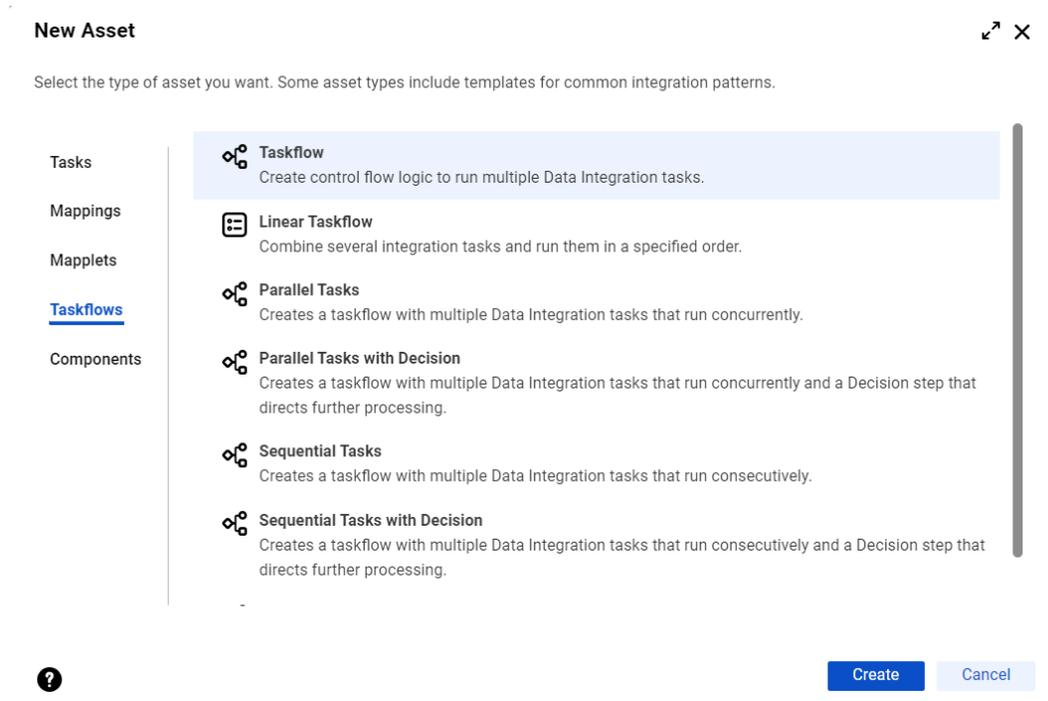 New Asset
Select the type of asset you want. Some asset types include templates for common integration patterns.
Tasks
Mappings
Mapplets
Taskflows
Components
Taskflow
Create control flow logic to run multiple Data Integration tasks.
Linear Taskflow
Combine several integration tasks and run them in a specified order.
Parallel Tasks
Creates a taskflow with multiple Data Integration tasks that run concurrently.
Parallel Tasks with Decision
Creates a taskflow with multiple Data Integration tasks that run concurrently and a Decision step that
directs further processing.
Sequential Tasks
Creates a taskflow with multiple Data Integration tasks that run consecutively.
Sequential Tasks with Decision
Creates a taskflow with multiple Data Integration tasks that run consecutively and a Decision step that
directs further processing.
?
Create
Cancel